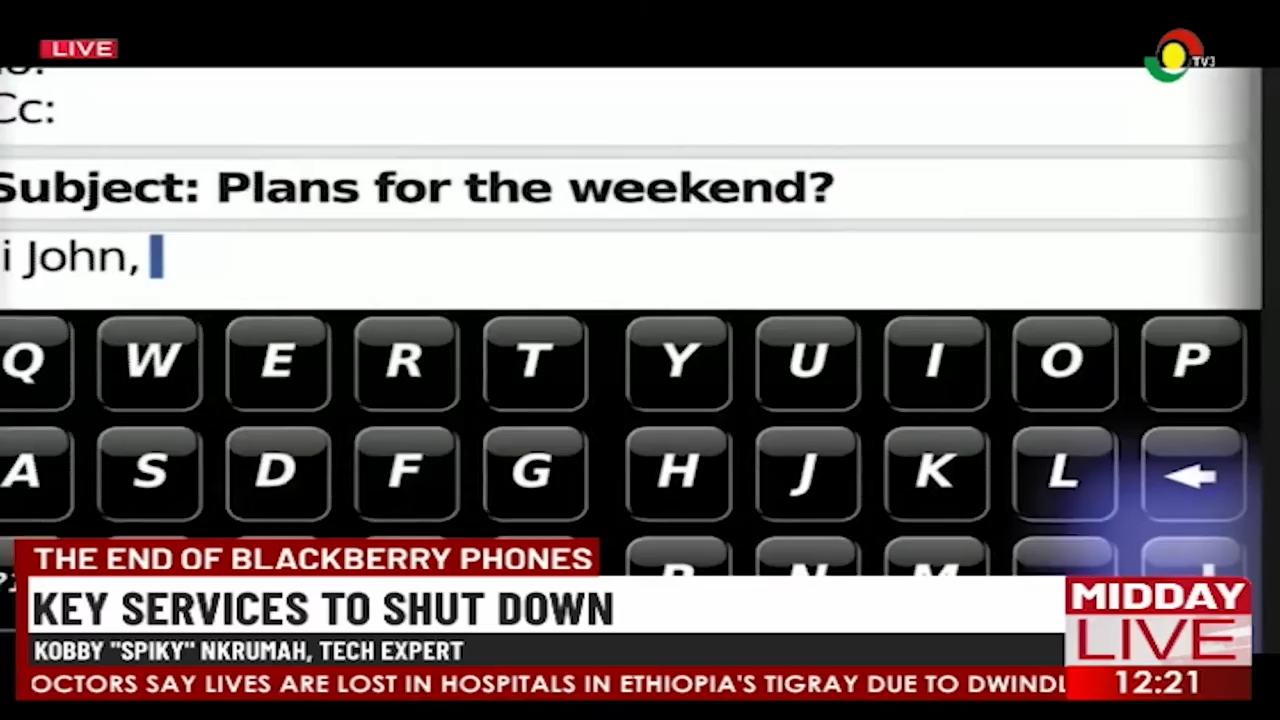 LIVE
TV3
Cc:
Subject: Plans for the weekend?
i John,
Q W E R T Y U I O P
A S D F G H J K L
THE END OF BLACKBERRY PHONES
KEY SERVICES TO SHUT DOWN
KOBBY "SPIKY" NKRUMAH, TECH EXPERT
MIDDAY
LIVE
OCTORS SAY LIVES ARE LOST IN HOSPITALS IN ETHIOPIA'S TIGRAY DUE TO DWINDL
12:21